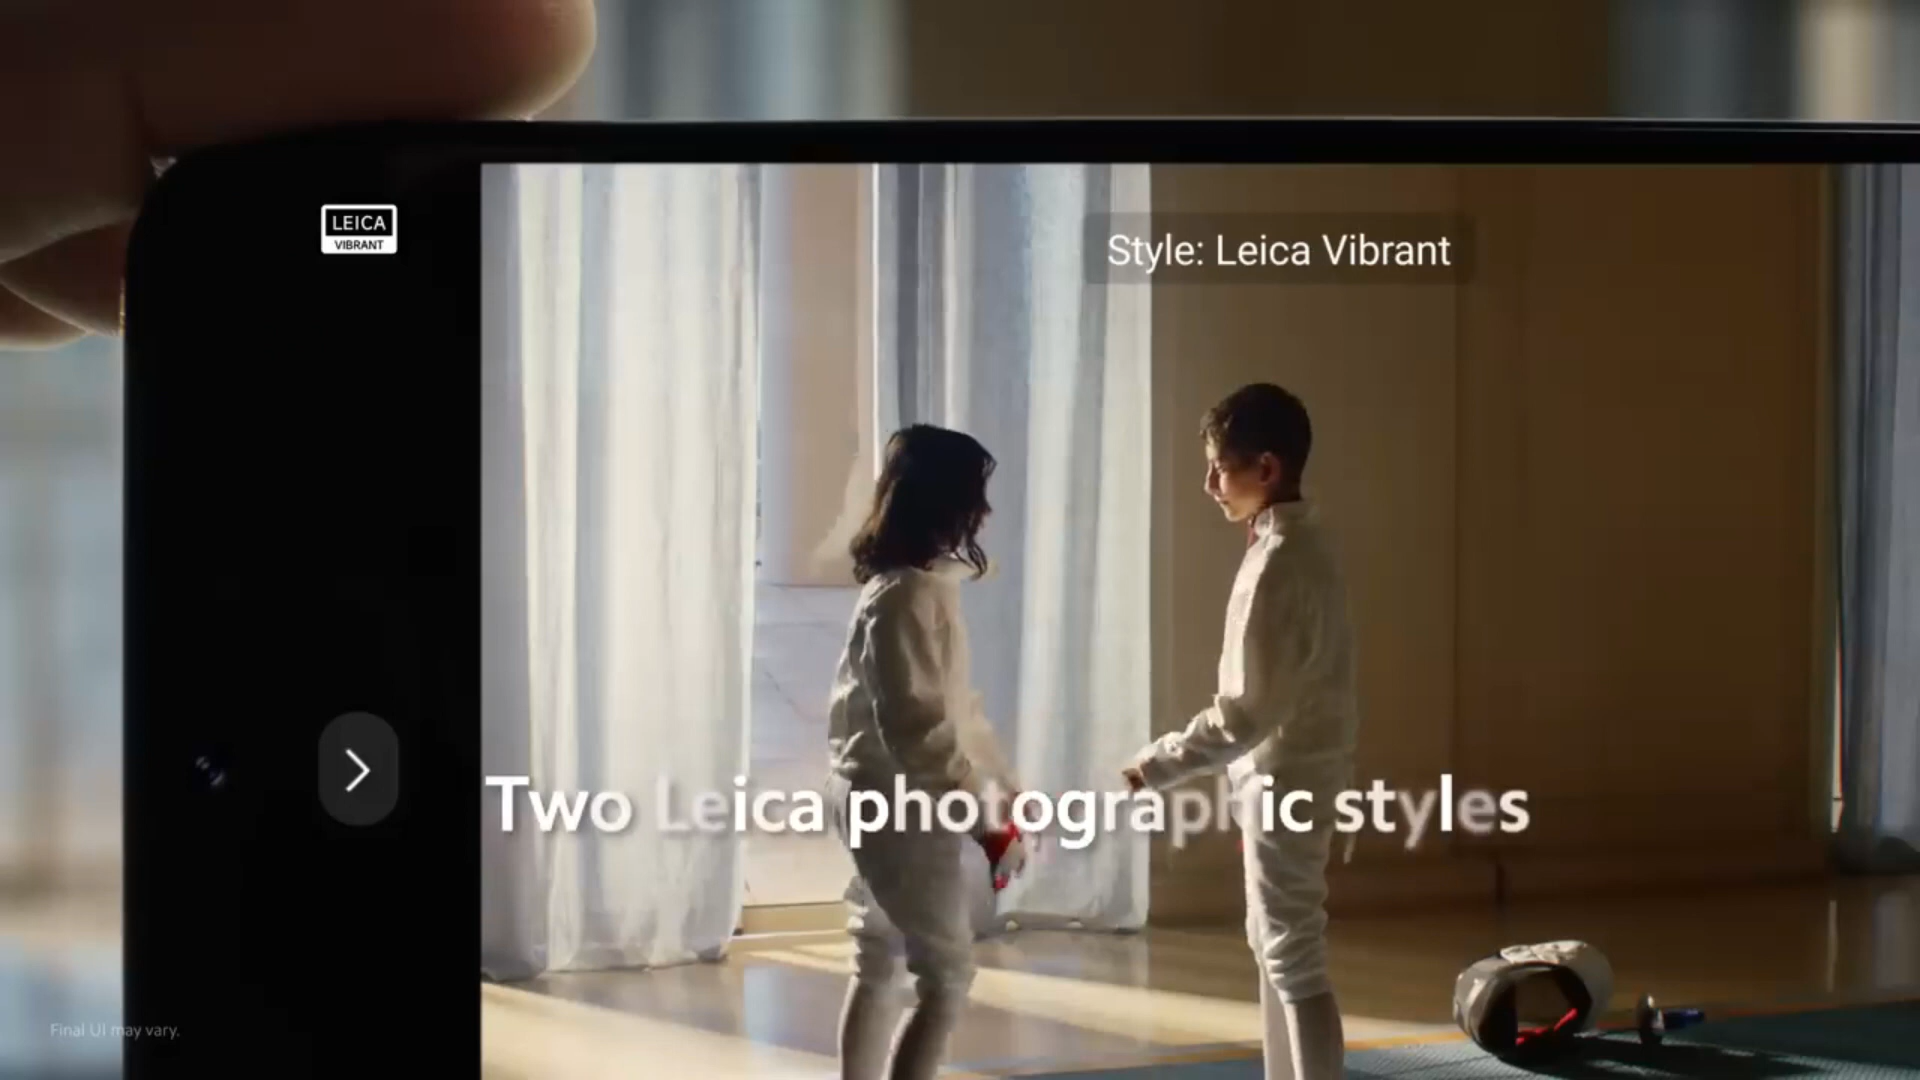 LEICA
VIBRANT
Style: Leica Vibrant
Two Leica photographic styles
Final UI may vary.